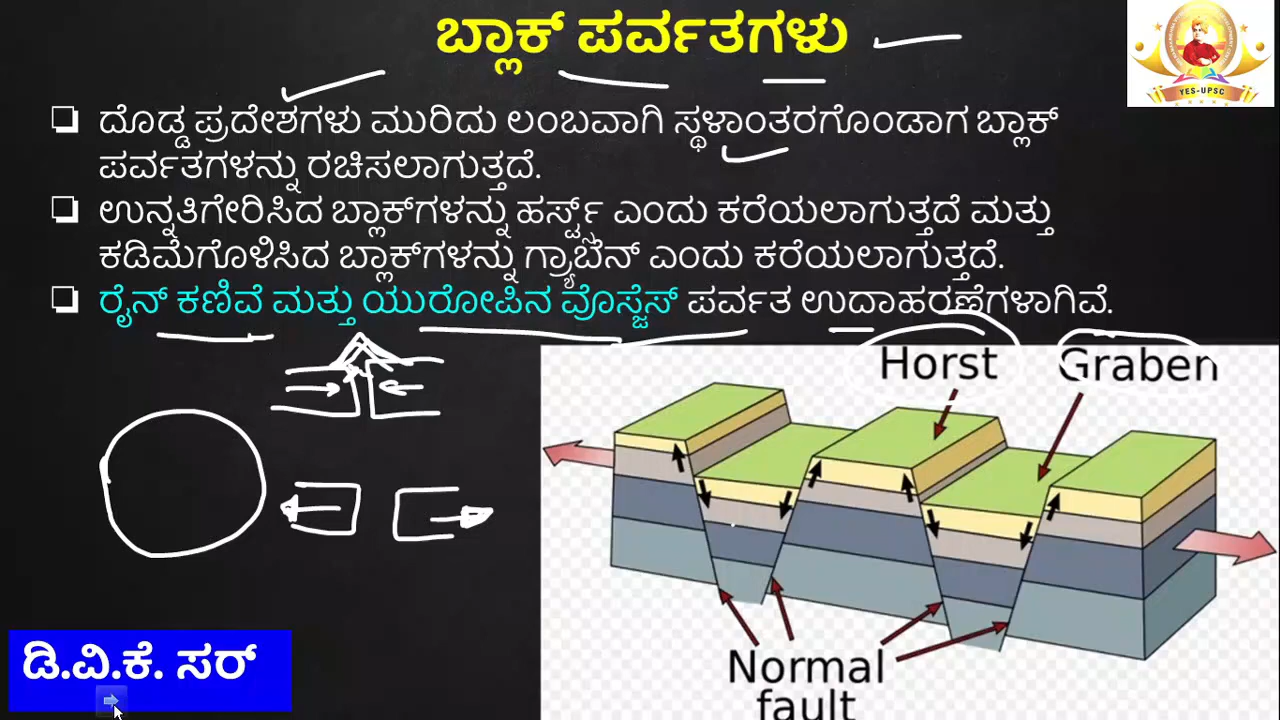 ಬ್ಲಾಕ್ ಪರ್ವತಗಳು
YES-UPSC
ದೊಡ್ಡ ಪ್ರದೇಶಗಳು ಮುರಿದು ಲಂಬವಾಗಿ ಸ್ಥಳಾಂತರಗೊಂಡಾಗ ಬ್ಲಾಕ್
ಪರ್ವತಗಳನ್ನು ರಚಿಸಲಾಗುತ್ತದೆ.
ಉನ್ನತಿಗೇರಿಸಿದ ಬ್ಲಾಕ್‌ಗಳನ್ನು ಹರ್ಸ್ಟ್ಸ್ ಎಂದು ಕರೆಯಲಾಗುತ್ತದೆ ಮತ್ತು
ಕಡಿಮೆಗೊಳಿಸಿದ ಬ್ಲಾಕ್‌ಗಳನ್ನು ಗ್ರ್ಯಾಬೆನ್ ಎಂದು ಕರೆಯಲಾಗುತ್ತದೆ.
ರೈನ್ ಕಣಿವೆ ಮತ್ತು ಯುರೋಪಿನ ವೊಸ್ಜೆಸ್ ಪರ್ವತ ಉದಾಹರಣೆಗಳಾಗಿವೆ.
Horst Graben
Normal
fault
ಡಿ.ವಿ.ಕೆ. ಸರ್